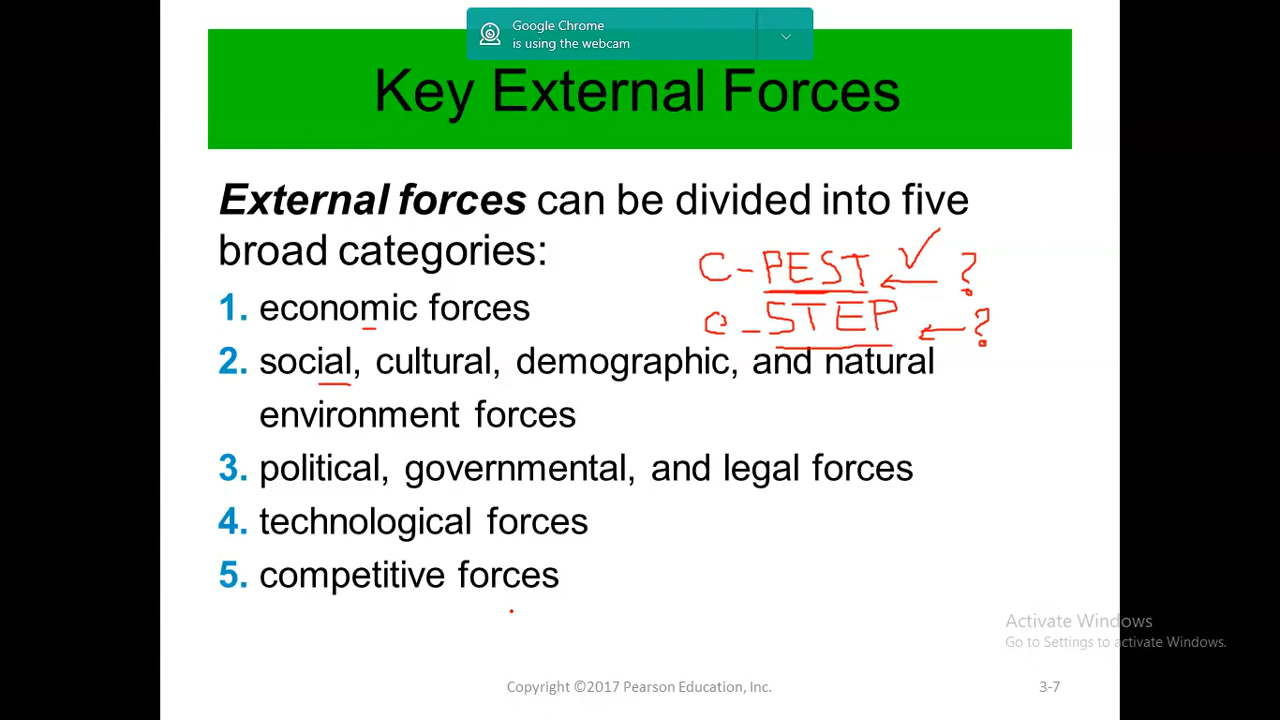 Google Chrome
is using the webcam
Key External Forces
External forces can be divided into five
broad categories:
C-PEST ✓ ← ?
1. economic forces
C-STEP ← ?
2. social, cultural, demographic, and natural
environment forces
3. political, governmental, and legal forces
4. technological forces
5. competitive forces
Activate Windows
Go to Settings to activate Windows.
Copyright ©2017 Pearson Education, Inc.
3-7